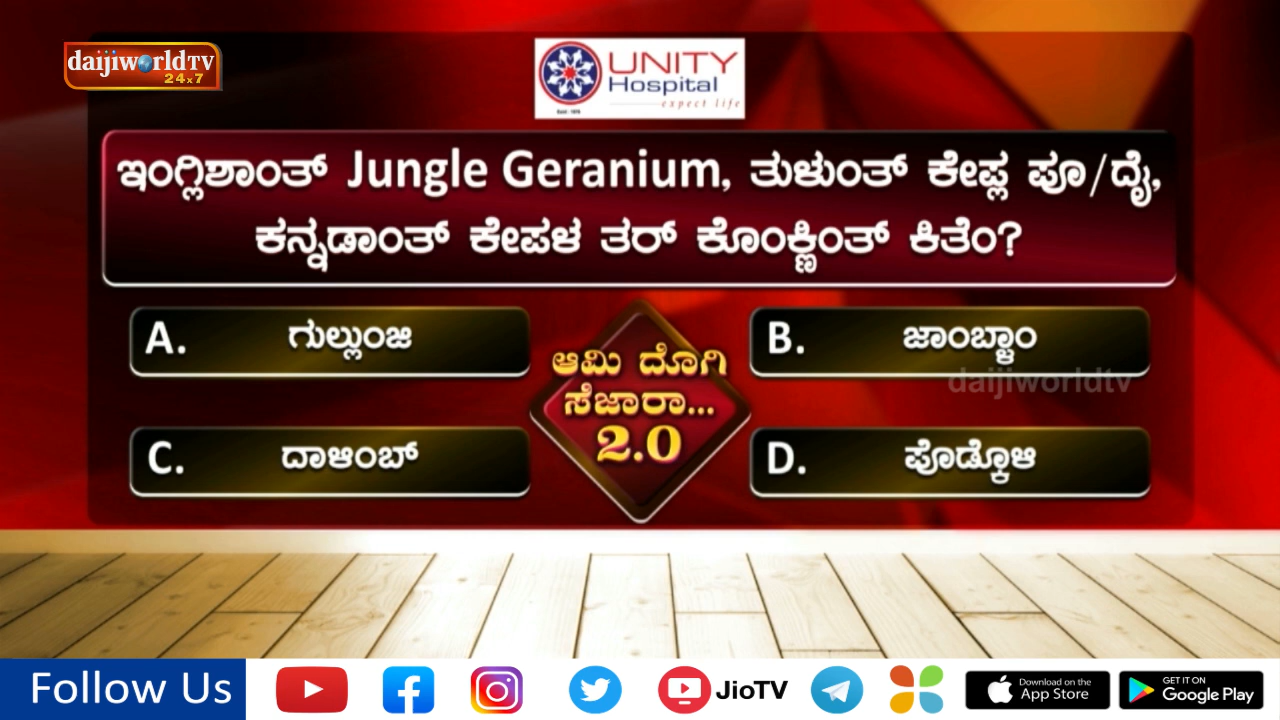 daijiworldTV
24x7
UNITY
Hospital
expect life
ಇಂಗ್ಲಿಶಾಂತ್ Jungle Geranium, ತುಳುಂತ್ ಕೇಪ್ಲ ಪೂ/ದೈ,
ಕನ್ನಡಾಂತ್ ಕೇಪಳ ತರ್ ಕೊಂಕ್ಣಿಂತ್ ಕಿತೆಂ?
A. ಗುಲ್ಲುಂಜಿ
B. ಜಾಂಬ್ಳಾಂ
C. ದಾಳಿಂಬ್
D. ಪೊಡ್ಕೊಳಿ
ಆಮಿ ದೊಗಿ
ಸೆಜಾರಾ...
2.0
daijiworldtv
Follow Us
JioTV
Download on the
App Store
GET IT ON
Google Play